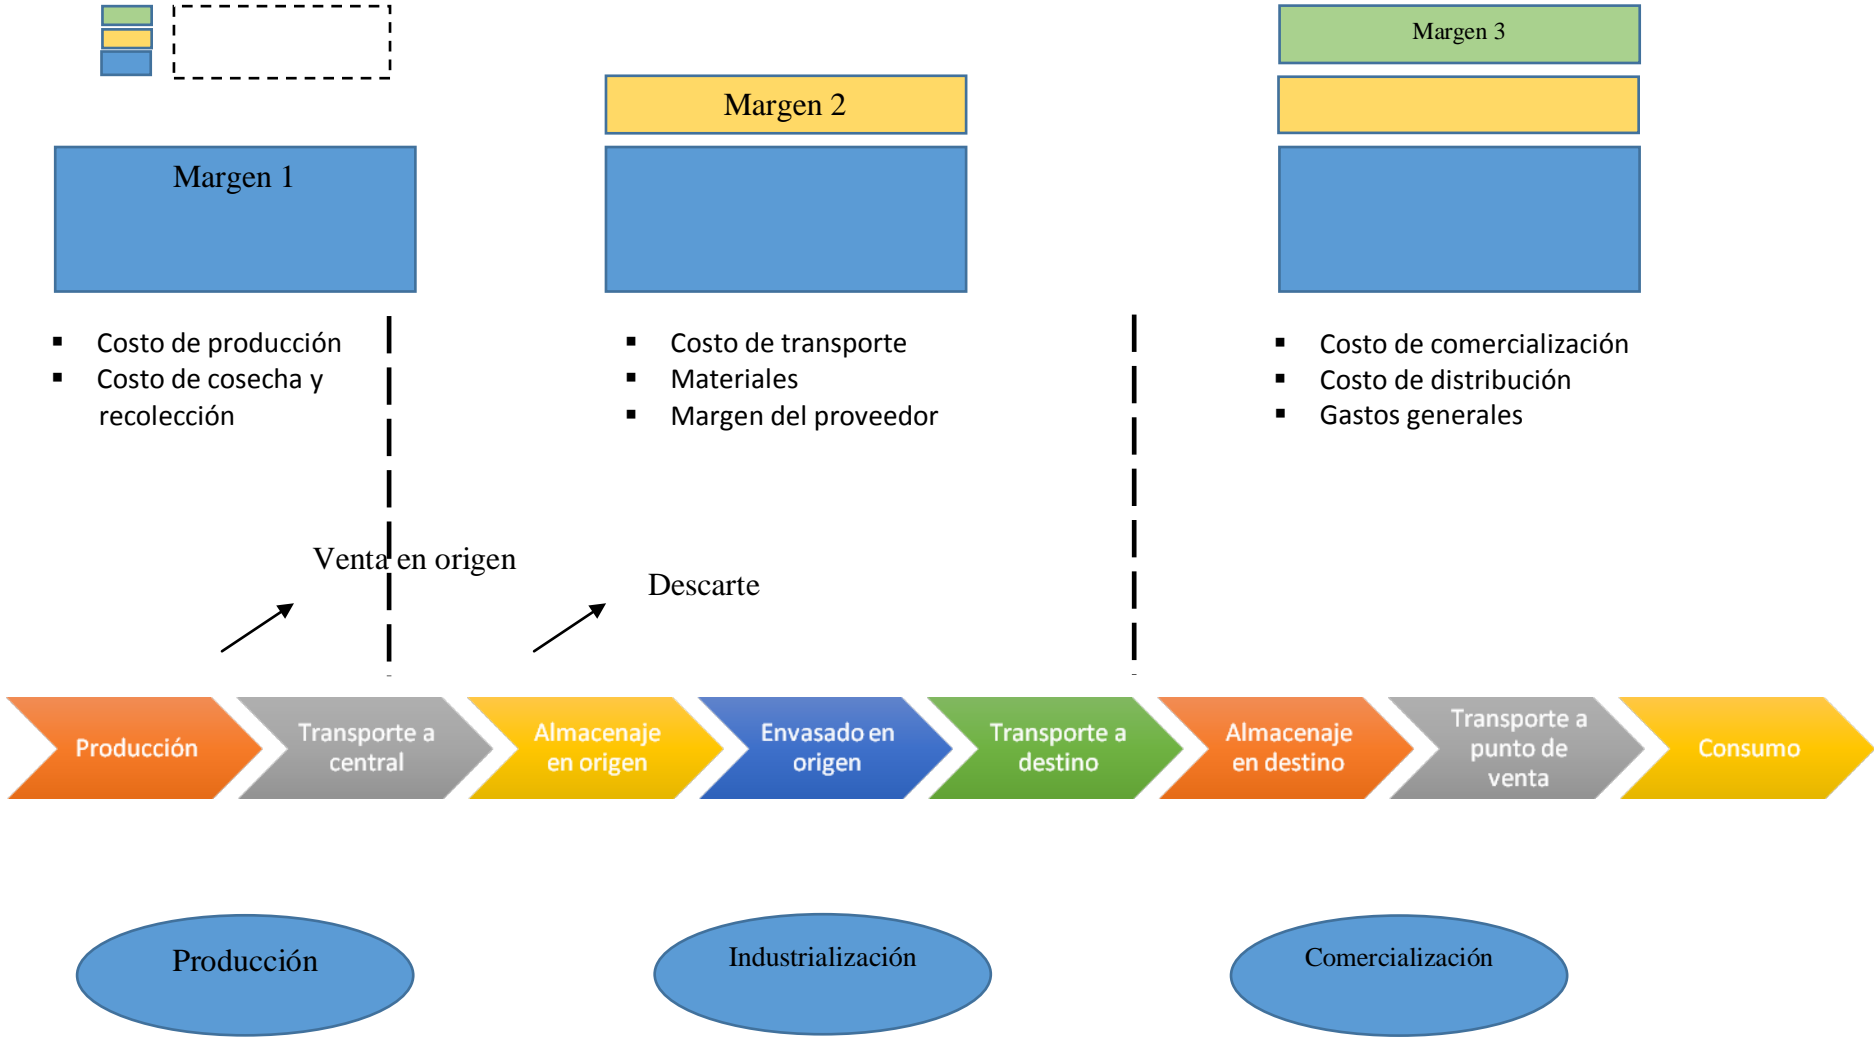 Margen 3
Margen 2
Margen 1
▪ Costo de producción
▪ Costo de cosecha y
recolección
▪ Costo de transporte
▪ Materiales
▪ Margen del proveedor
▪ Costo de comercialización
▪ Costo de distribución
▪ Gastos generales
Venta en origen
Descarte
Producción
Transporte a
central
Almacenaje
en origen
Envasado en
origen
Transporte a
destino
Almacenaje
en destino
Transporte a
punto de
venta
Consumo
Producción
Industrialización
Comercialización